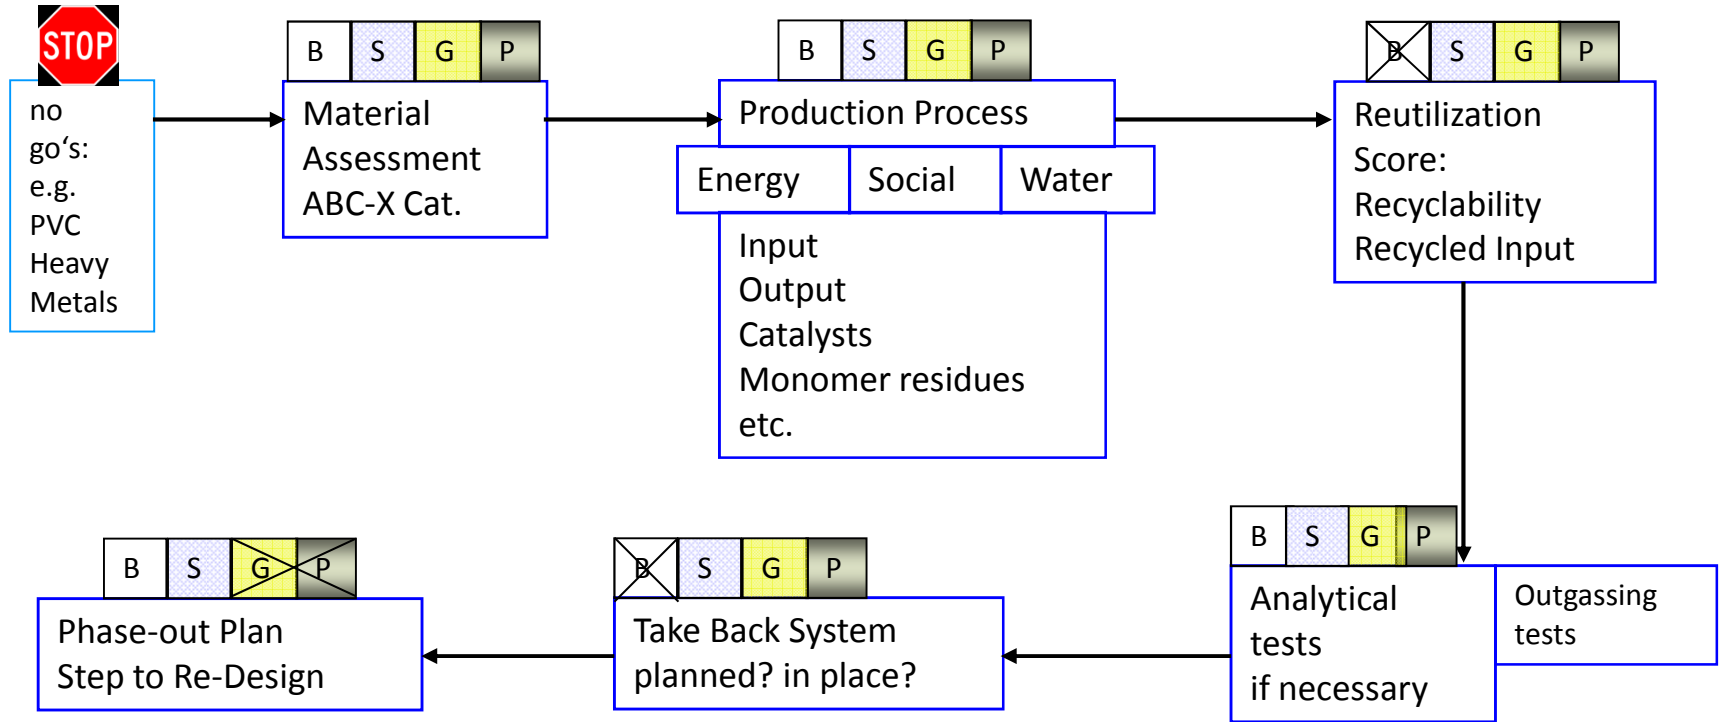 STOP
no
go‘s:
e.g.
PVC
Heavy
Metals
B S G P
Material
Assessment
ABC-X Cat.
B S G P
Production Process
Energy Social Water
Input
Output
Catalysts
Monomer residues
etc.
B S G P
Reutilization
Score:
Recyclability
Recycled Input
B S G P
Analytical
tests
if necessary
Outgassing
tests
B S G P
Take Back System
planned? in place?
B S G P
Phase-out Plan
Step to Re-Design